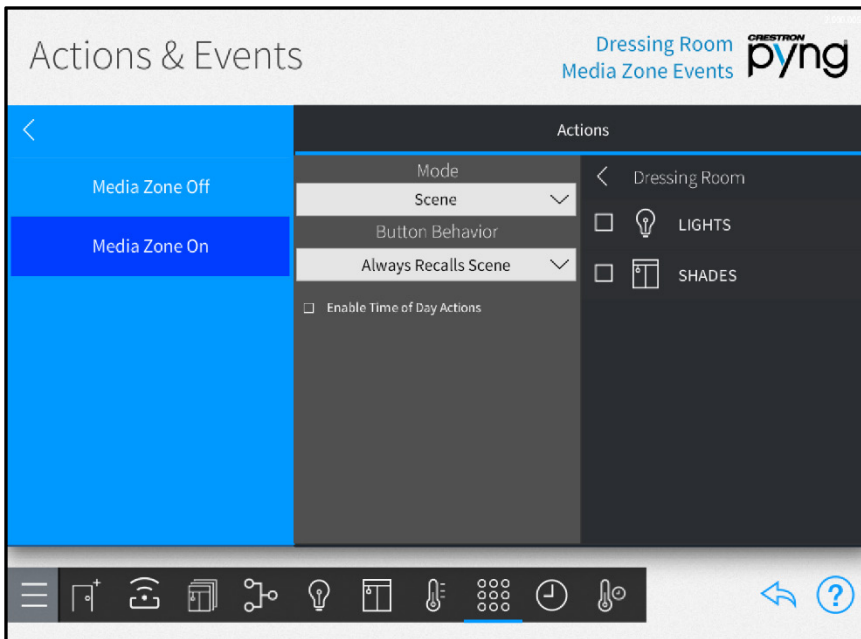 Actions & Events
Dressing Room
Media Zone Events
CRESTRON
pyng
Actions
Media Zone Off
Media Zone On
Mode
Scene
Button Behavior
Always Recalls Scene
Enable Time of Day Actions
Dressing Room
LIGHTS
SHADES
?